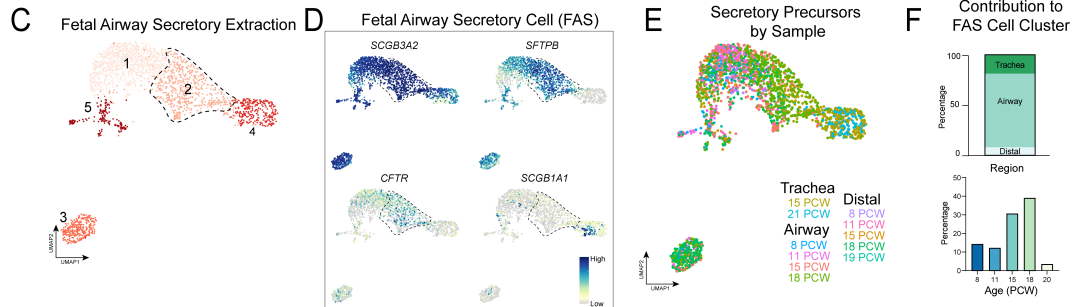 C
Fetal Airway Secretory Extraction
1
2
5
4
3
UMAP2
UMAP1
D
Fetal Airway Secretory Cell (FAS)
SCGB3A2
SFTPB
CFTR
SCGB1A1
High
Low
E
Secretory Precursors
by Sample
Trachea
15 PCW
21 PCW
Airway
8 PCW
11 PCW
15 PCW
18 PCW
Distal
8 PCW
11 PCW
15 PCW
18 PCW
19 PCW
UMAP2
UMAP1
F
Contribution to
FAS Cell Cluster
Percentage
100
50
0
Trachea
Airway
Distal
Region
Percentage
50
40
30
20
10
0
8 11 15 18 20
Age (PCW)